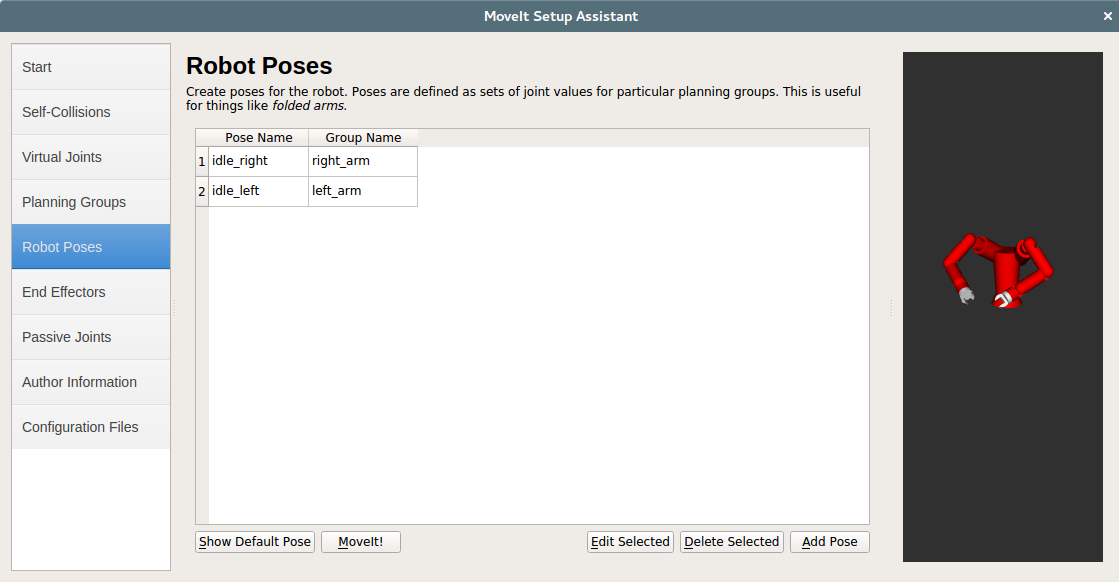 MoveIt Setup Assistant
Start
Self-Collisions
Virtual Joints
Planning Groups
Robot Poses
End Effectors
Passive Joints
Author Information
Configuration Files
Robot Poses
Create poses for the robot. Poses are defined as sets of joint values for particular planning groups. This is useful
for things like folded arms.
Pose Name Group Name
1 idle_right right_arm
2 idle_left left_arm
Show Default Pose MoveIt! Edit Selected Delete Selected Add Pose